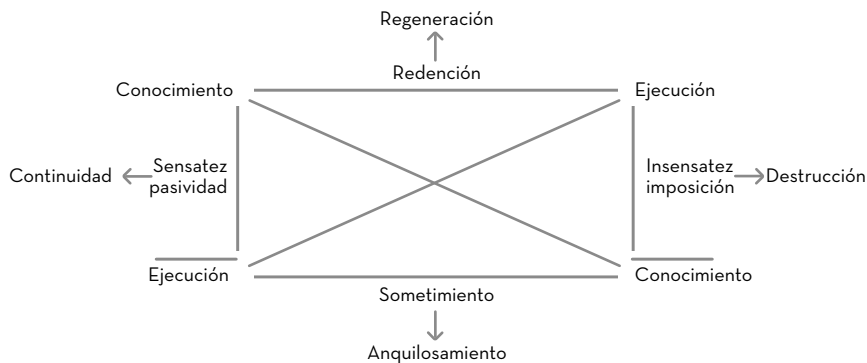 Regeneración
Redención
Conocimiento
Ejecución
Continuidad
Sensatez
pasividad
Insensatez
imposición
Destrucción
Ejecución
Conocimiento
Sometimiento
Anquilosamiento